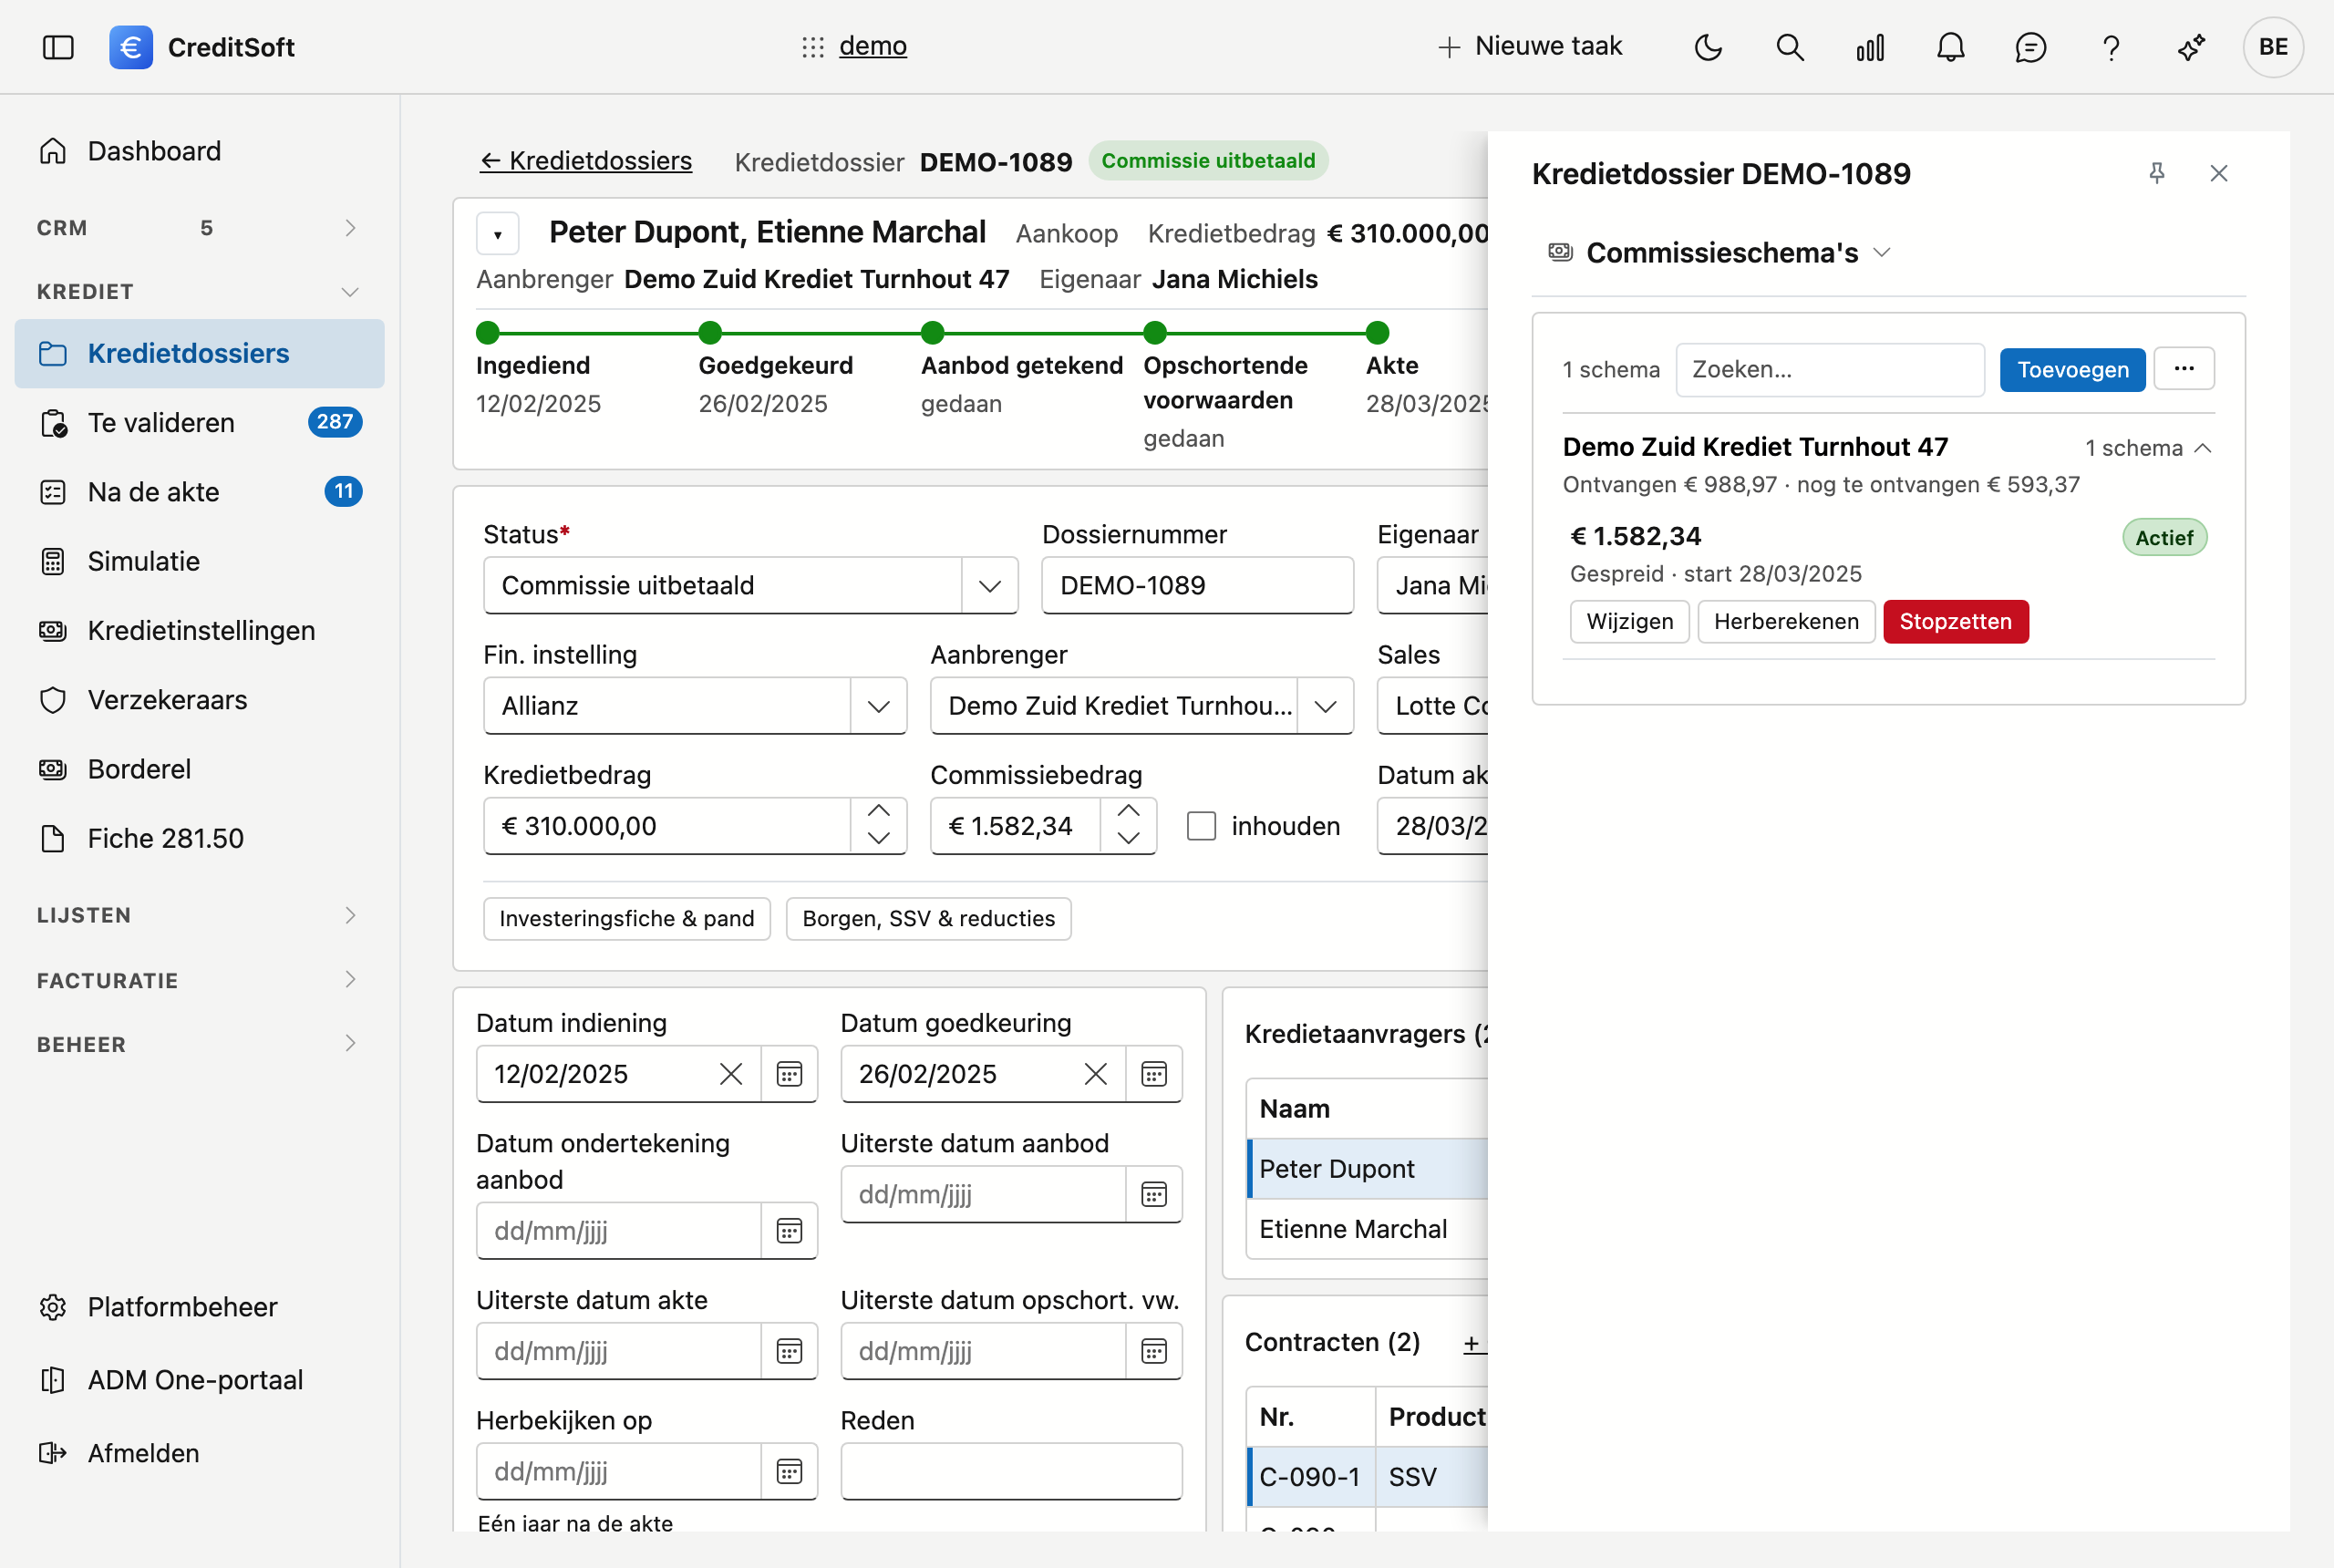 CreditSoft
demo
Nieuwe taak
BE
Dashboard
CRM 5
KREDIET
Kredietdossiers
Te valideren 287
Na de akte 11
Simulatie
Kredietinstellingen
Verzekeraars
Borderel
Fiche 281.50
LIJSTEN
FACTURATIE
BEHEER
Platformbeheer
ADM One-portaal
Afmelden
← Kredietdossiers Kredietdossier DEMO-1089 Commissie uitbetaald
Peter Dupont, Etienne Marchal Aankoop Kredietbedrag € 310.000,00
Aanbrenger Demo Zuid Krediet Turnhout 47 Eigenaar Jana Michiels
Ingediend
12/02/2025
Goedgekeurd
26/02/2025
Aanbod getekend
gedaan
Opschortende
voorwaarden
gedaan
Akte
28/03/2025
Status* Dossiernummer Eigenaar
Commissie uitbetaald DEMO-1089 Jana
Fin. instelling Aanbrenger Sales
Allianz Demo Zuid Krediet Turnhou... Lotte
Kredietbedrag Commissiebedrag Datum
€ 310.000,00 € 1.582,34 inhouden 28/03/2
Investeringsfiche & pand Borgen, SSV & reducties
Datum indiening Datum goedkeuring
12/02/2025 26/02/2025
Datum ondertekening
aanbod
Uiterste datum aanbod
dd/mm/jjjj
dd/mm/jjjj
Uiterste datum akte Uiterste datum opschort. vw.
dd/mm/jjjj dd/mm/jjjj
Herbekijken op Reden
dd/mm/jjjj
Eén jaar na de akte
Kredietaanvragers
Naam
Peter Dupont
Etienne Marchal
Contracten (2) +
Nr. Product
C-090-1 SSV
Kredietdossier DEMO-1089
Commissieschema's
1 schema Zoeken... Toevoegen ...
Demo Zuid Krediet Turnhout 47 1 schema
Ontvangen € 988,97 · nog te ontvangen € 593,37
€ 1.582,34 Actief
Gespreid · start 28/03/2025
Wijzigen Herberekenen Stopzetten